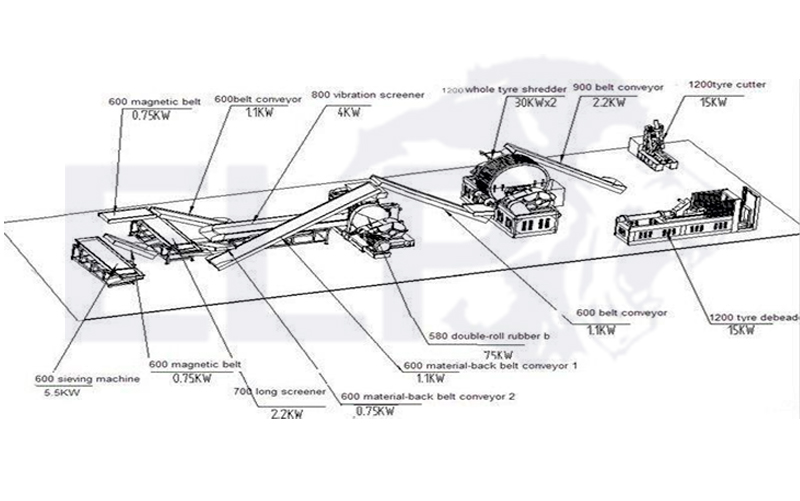 600 magnetic belt
0.75KW
600belt conveyor
1.1KW
800 vibration screener
4KW
1200 whole tyre shredder
30KWx2
900 belt conveyor
2.2KW
1200tyre cutter
15KW
600 belt conveyor
1.1KW
1200 tyre debead
15KW
580 double-roll rubber b
75KW
600 material-back belt conveyor 1
1.1KW
600 magnetic belt
0.75KW
600 sieving machine
5.5KW
700 long screener
2.2KW
600 material-back belt conveyor 2
0.75KW